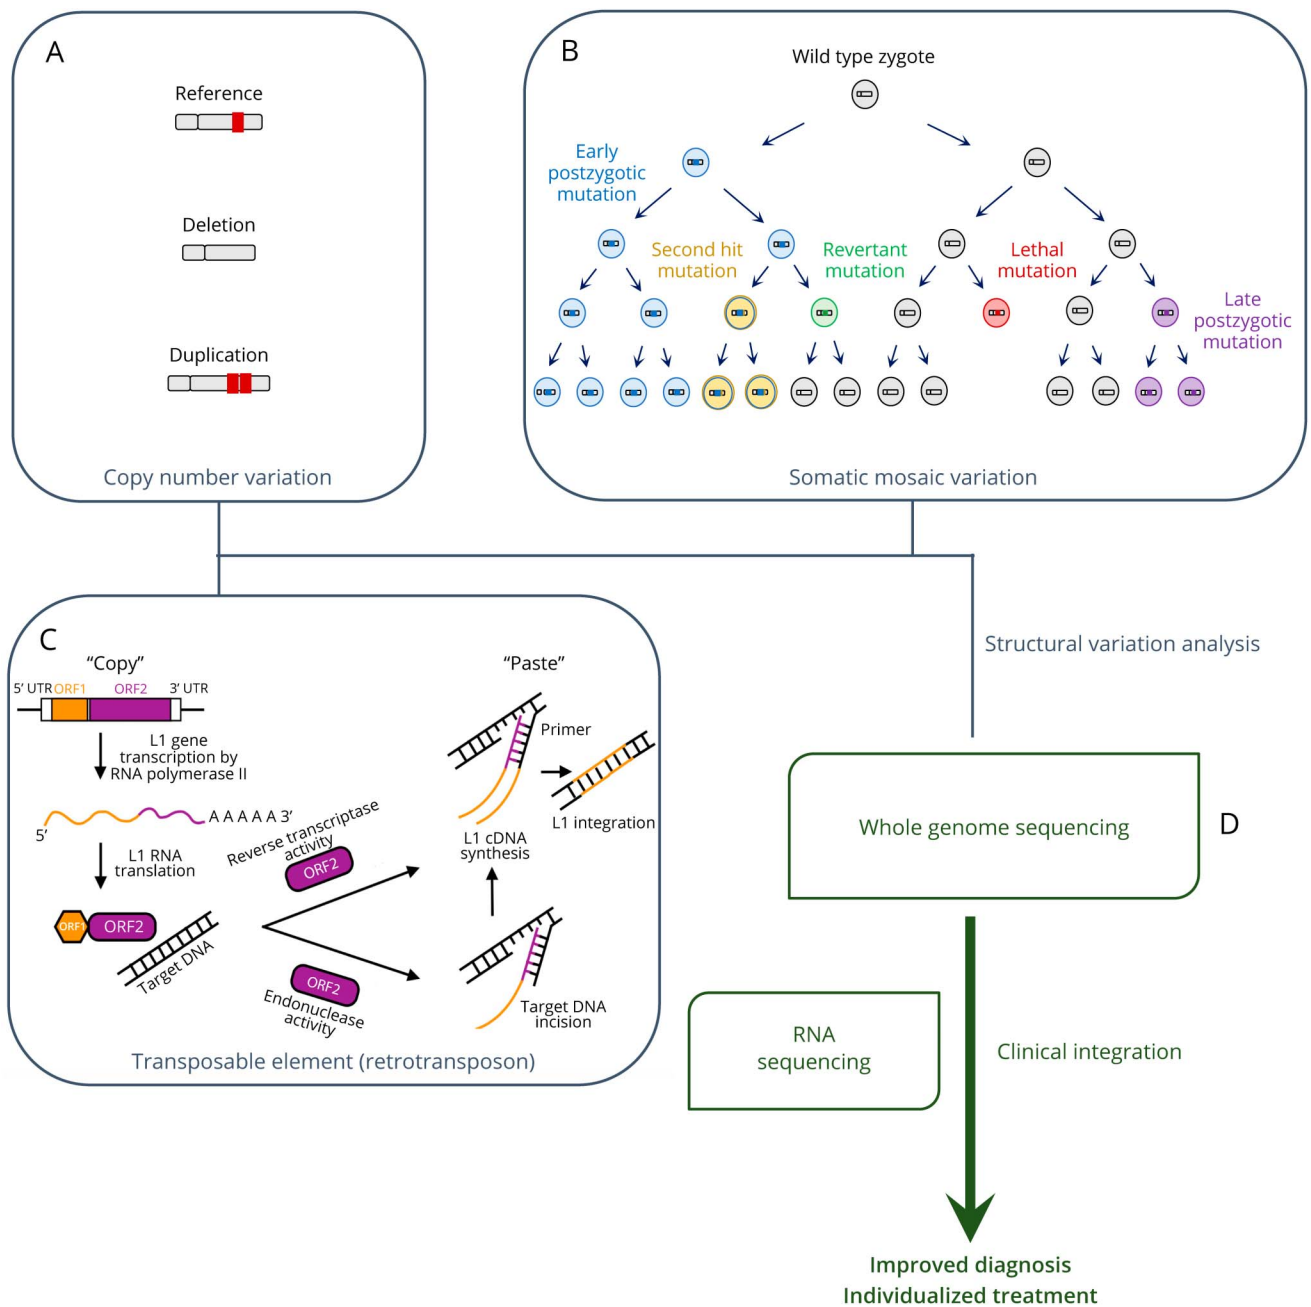 A
Reference
Deletion
Duplication
Copy number variation
B
Wild type zygote
Early
postzygotic
mutation
Second hit
mutation
Revertant
mutation
Lethal
mutation
Late
postzygotic
mutation
Somatic mosaic variation
C
“Copy”
5’ UTR ORF1 ORF2 3’ UTR
L1 gene
transcription by
RNA polymerase II
A A A A A 3’
5’
L1 RNA
translation
ORF1 ORF2
Target DNA
Reverse transcriptase
activity
ORF2
ORF2
Endonuclease
activity
“Paste”
Primer
L1 integration
L1 cDNA
synthesis
Target DNA
incision
Transposable element (retrotransposon)
Structural variation analysis
Whole genome sequencing
D
RNA
sequencing
Clinical integration
Improved diagnosis
Individualized treatment